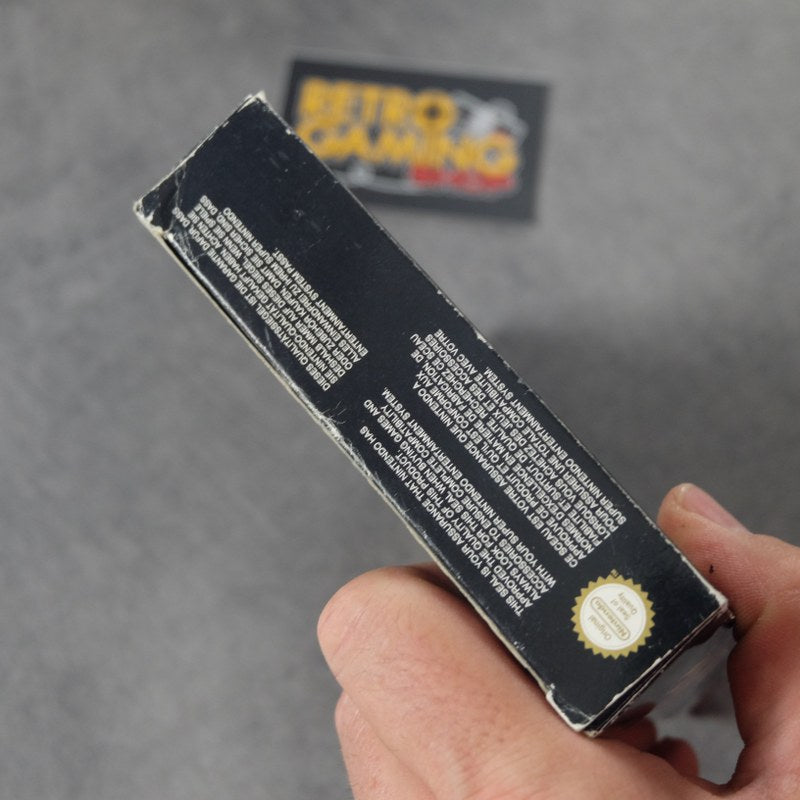 RETRO
GAMING
SHOP
Original
Nintendo
Seal of
Quality
TM
THIS SEAL IS YOUR ASSURANCE THAT NINTENDO HAS
APPROVED THE QUALITY OF THIS PRODUCT.
ALWAYS LOOK FOR THIS SEAL WHEN BUYING GAMES AND
ACCESSORIES TO ENSURE COMPLETE COMPATIBILITY
WITH YOUR SUPER NINTENDO ENTERTAINMENT SYSTEM.
CE SCEAU EST VOTRE ASSURANCE QUE NINTENDO A
APPROUVE CE PRODUIT ET QU'IL EST CONFORME AUX
NORMES D'EXCELLENCE EN MATIERE DE FABRICATION, DE
FIABILITE ET SURTOUT, DE QUALITE. RECHERCHEZ CE SCEAU
LORSQUE VOUS ACHETEZ DES JEUX ET DES ACCESSOIRES
POUR ASSURER UNE TOTALE COMPATIBILITE AVEC VOTRE
SUPER NINTENDO ENTERTAINMENT SYSTEM.
DIESES QUALITÄTSSIEGEL IST DIE GARANTIE DAFÜR, DASS
SIE NINTENDO-QUALITÄT GEKAUFT HABEN. ACHTEN SIE
DESHALB IMMER AUF DIESES SIEGEL, WENN SIE SPIELE
ODER ZUBEHÖR KAUFEN, DAMIT SIE SICHER SIND, DAS
ALLES EINWANDFREI ZU IHREM SUPER NINTENDO
ENTERTAINMENT SYSTEM PASST.